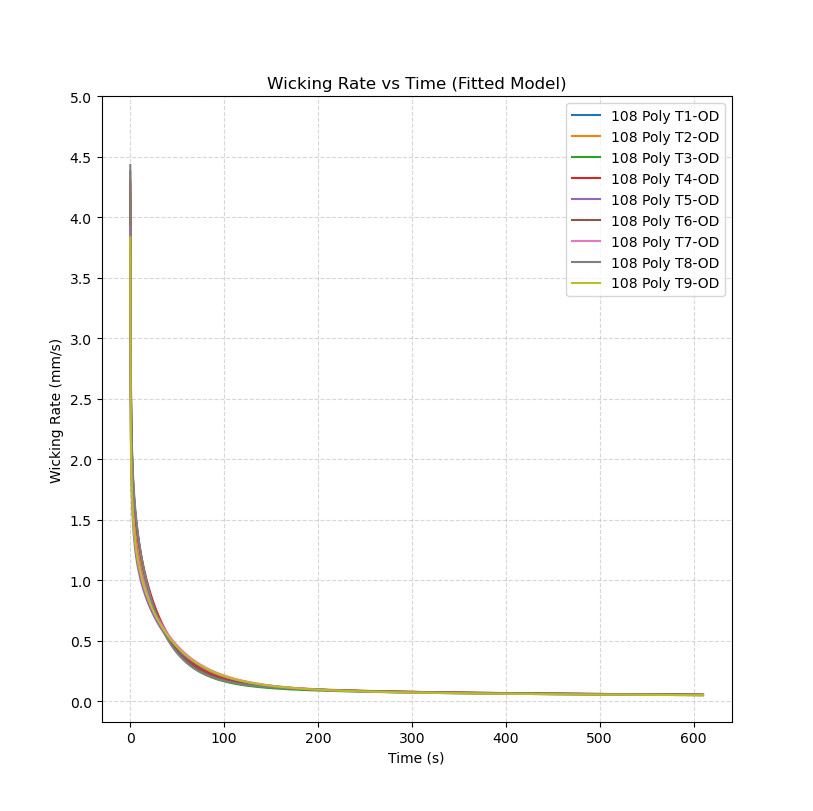 Wicking Rate vs Time (Fitted Model)
5.0
4.5
4.0
3.5
3.0
2.5
2.0
1.5
1.0
0.5
0.0
Wicking Rate (mm/s)
108 Poly T1-OD
108 Poly T2-OD
108 Poly T3-OD
108 Poly T4-OD
108 Poly T5-OD
108 Poly T6-OD
108 Poly T7-OD
108 Poly T8-OD
108 Poly T9-OD
0 100 200 300 400 500 600
Time (s)